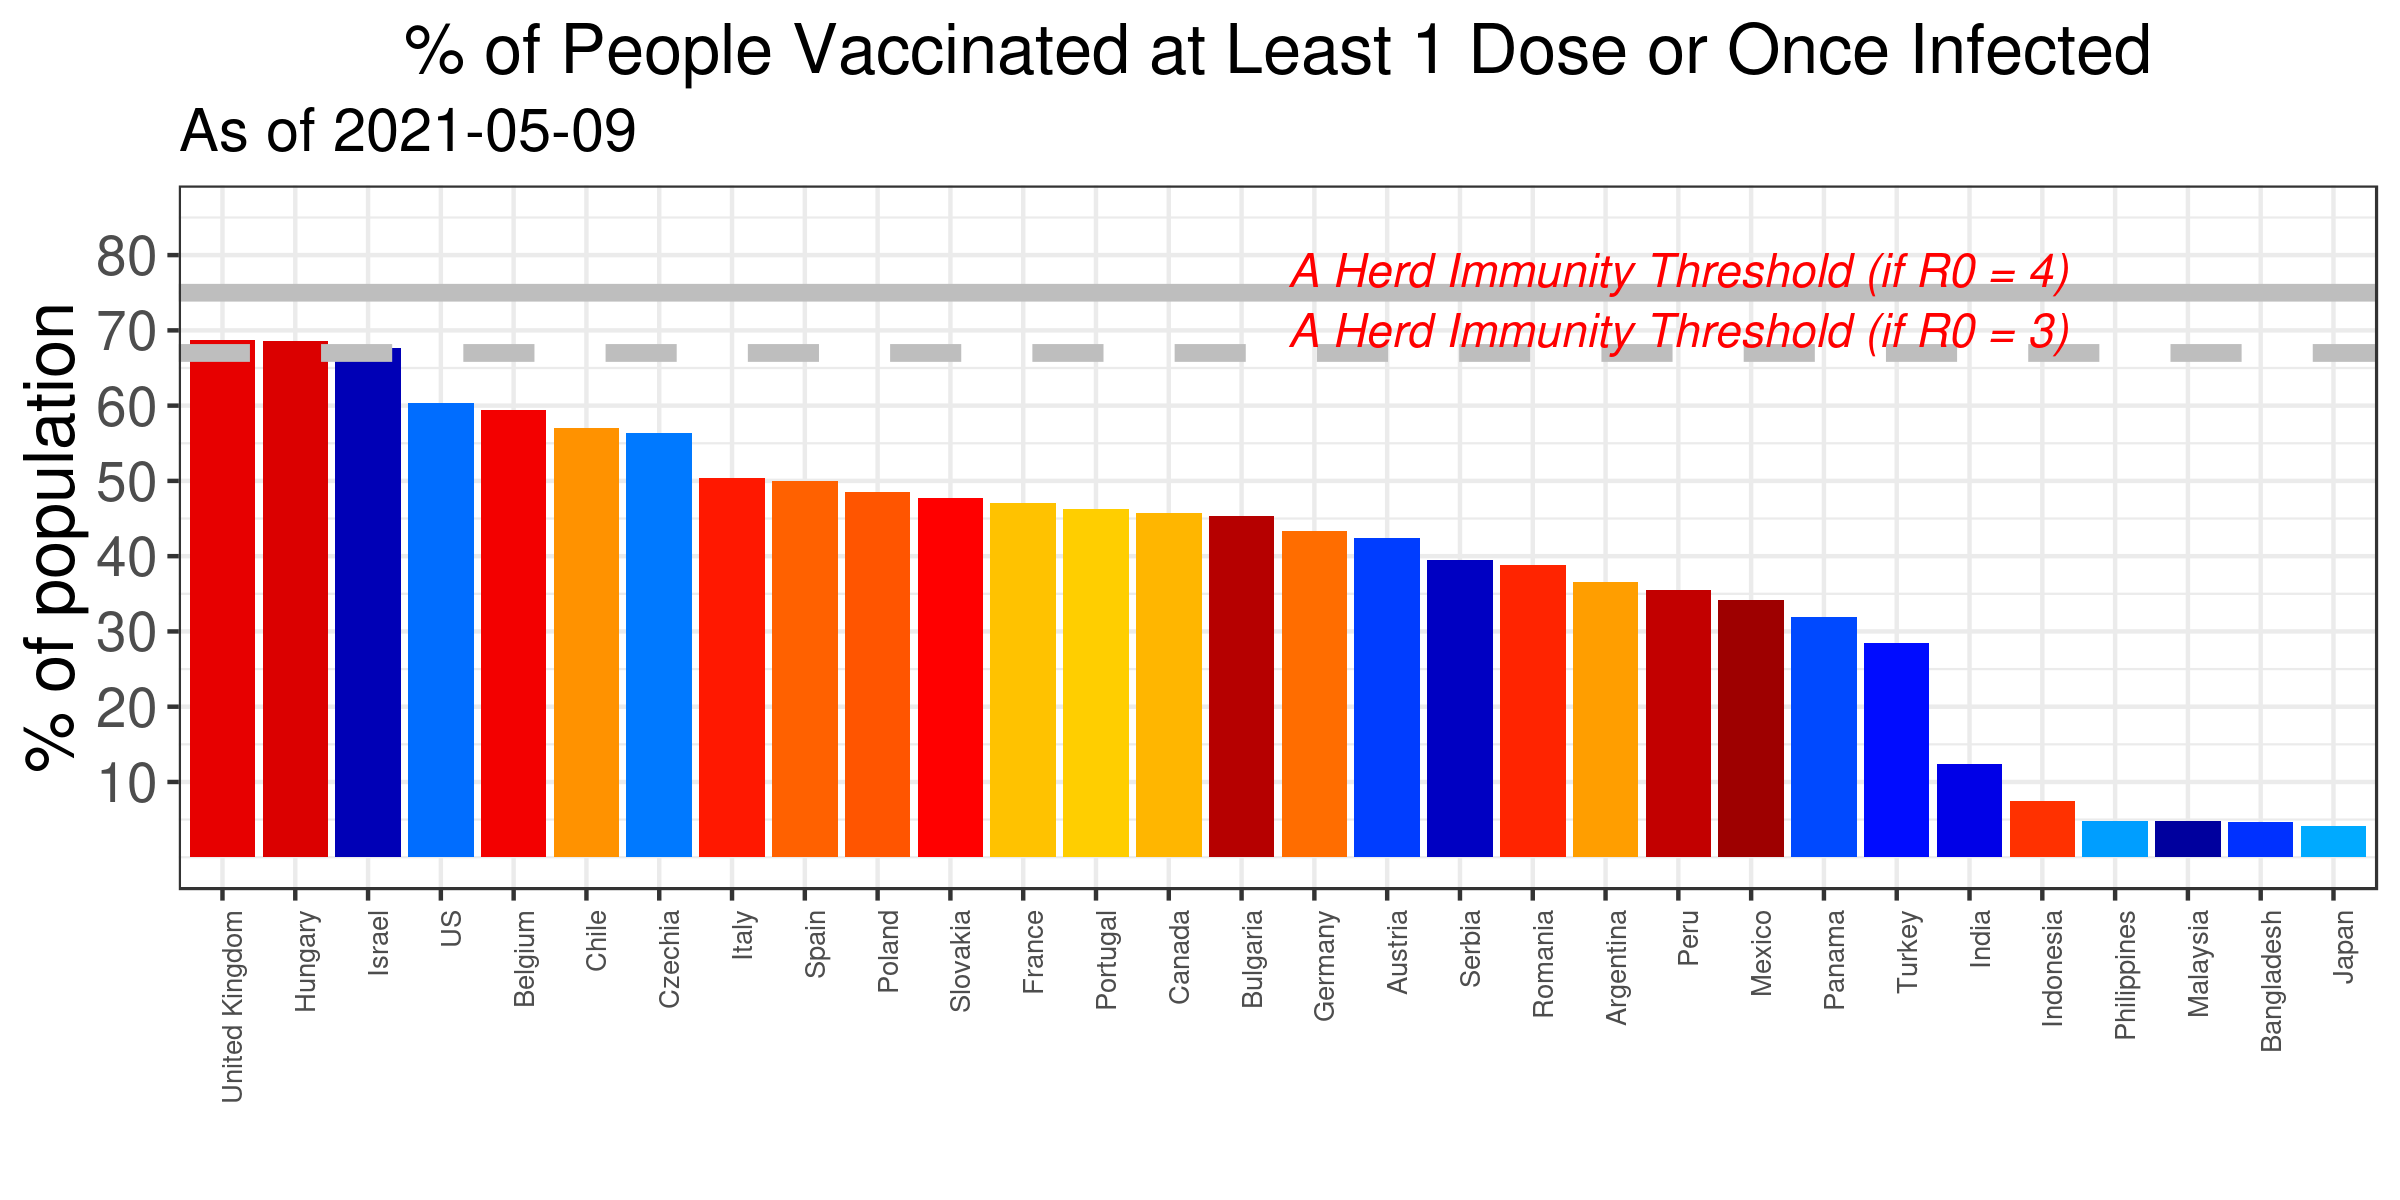 % of People Vaccinated at Least 1 Dose or Once Infected
As of 2021-05-09
% of population
80
70
60
50
40
30
20
10
A Herd Immunity Threshold (if R0 = 4)
A Herd Immunity Threshold (if R0 = 3)
United Kingdom
Hungary
Israel
US
Belgium
Chile
Czechia
Italy
Spain
Poland
Slovakia
France
Portugal
Canada
Bulgaria
Germany
Austria
Serbia
Romania
Argentina
Peru
Mexico
Panama
Turkey
India
Indonesia
Philippines
Malaysia
Bangladesh
Japan